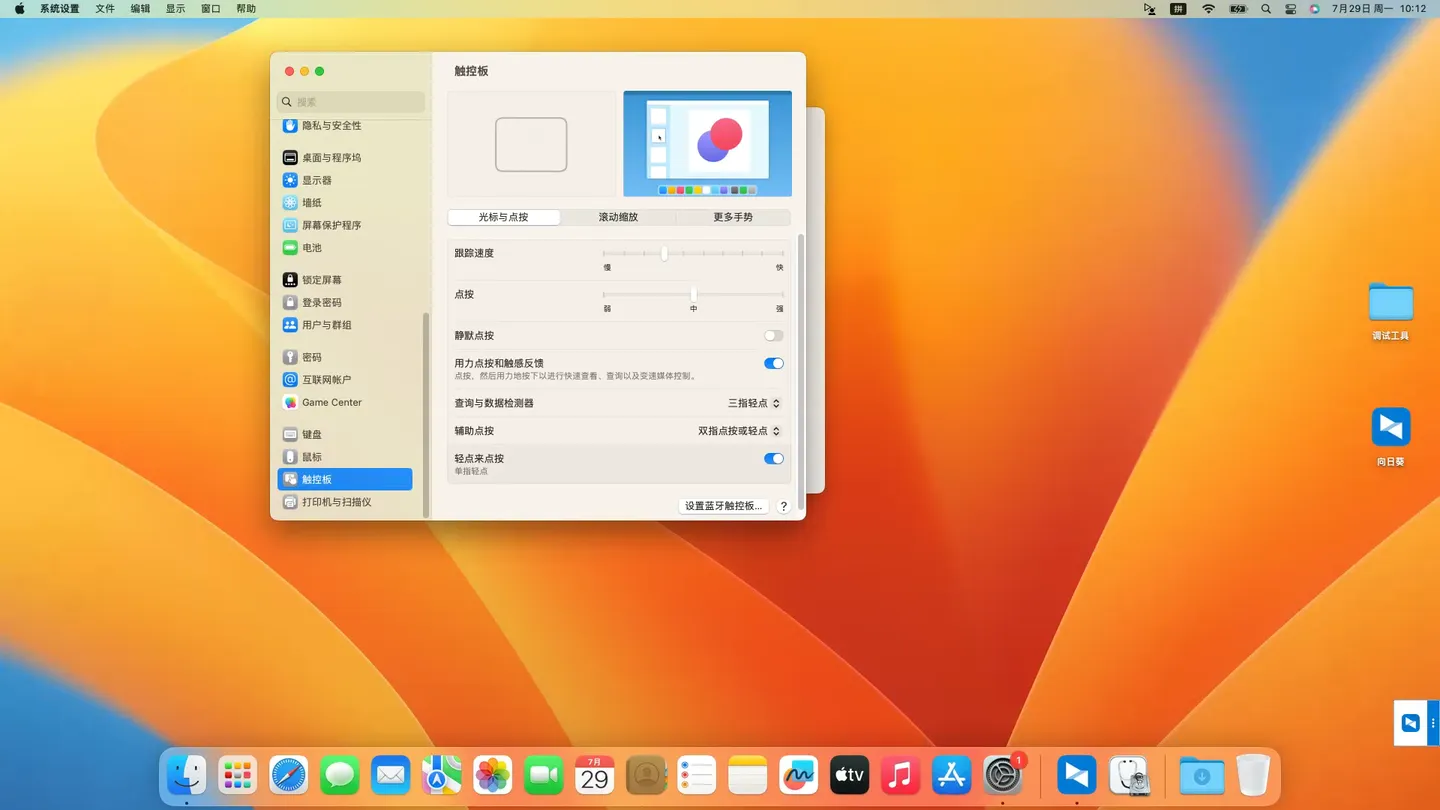 系统设置 文件 编辑 显示 窗口 帮助
拼 7月29日 周一 10:12
搜索
隐私与安全性
桌面与程序坞
显示器
墙纸
屏幕保护程序
电池
锁定屏幕
登录密码
用户与群组
密码
互联网帐户
Game Center
键盘
鼠标
触控板
打印机与扫描仪
触控板
光标与点按 滚动缩放 更多手势
跟踪速度
慢 快
点按
弱 中 强
静默点按
用力点按和触感反馈
点按，然后用力地按下以进行快速查看、查询以及变速媒体控制。
查询与数据检测器 三指轻点
辅助点按 双指点按或轻点
轻点来点按
单指轻点
设置蓝牙触控板... ?
调试工具
向日葵
7月
29
tv
1